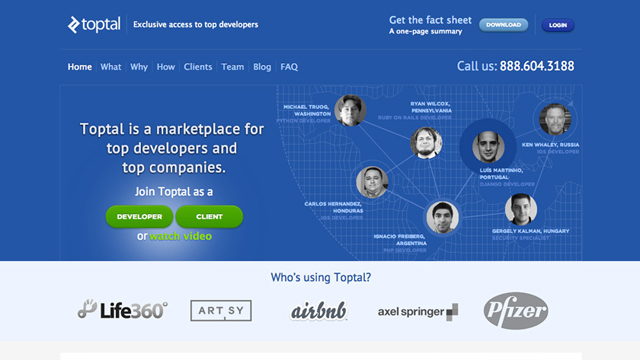 toptal
Exclusive access to top developers
Get the fact sheet
A one-page summary
DOWNLOAD
LOGIN
Home What Why How Clients Team Blog FAQ
Call us: 888.604.3188
Toptal is a marketplace for
top developers and
top companies.
Join Toptal as a
DEVELOPER
CLIENT
or watch video
MICHAEL TRUOG,
WASHINGTON
PYTHON DEVELOPER
RYAN WILCOX,
PENNSYLVANIA
RUBY ON RAILS DEVELOPER
KEN WHALEY, RUSSIA
IOS DEVELOPER
LUIS MARTINHO,
PORTUGAL
DJANGO DEVELOPER
CARLOS HERNANDEZ,
HONDURAS
IOS DEVELOPER
IGNACIO FREIBERG,
ARGENTINA
PHP DEVELOPER
GERGELY KALMAN, HUNGARY
SECURITY SPECIALIST
Who's using Toptal?
Life360
ARTSY
airbnb
axel springer
Pfizer